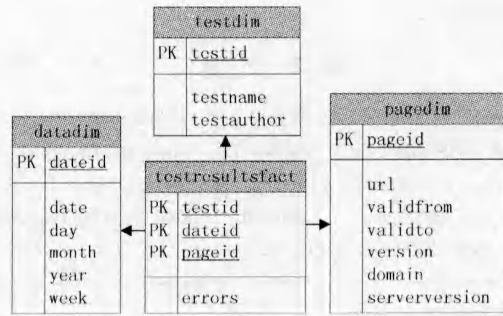 testdim
PK testid
testname
testauthor
datadim
PK dateid
date
day
month
year
week
testresultsfact
PK testid
PK dateid
PK pageid
errors
pagedim
PK pageid
url
validfrom
validto
version
domain
serverversion